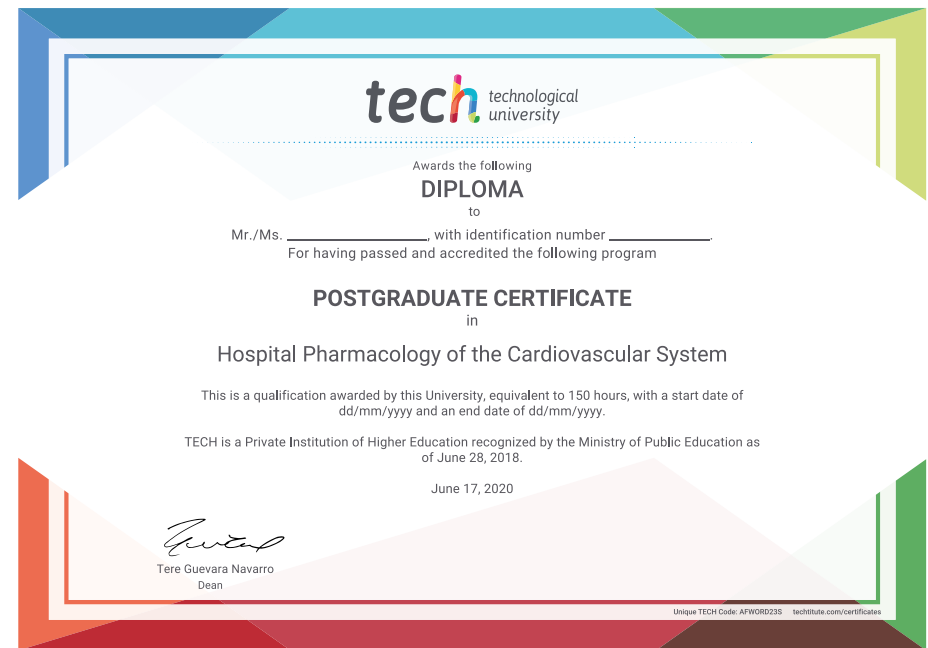 tech technological
university
Awards the following
DIPLOMA
to
Mr./Ms. ____________________, with identification number ______________.
For having passed and accredited the following program
POSTGRADUATE CERTIFICATE
in
Hospital Pharmacology of the Cardiovascular System
This is a qualification awarded by this University, equivalent to 150 hours, with a start date of
dd/mm/yyyy and an end date of dd/mm/yyyy.
TECH is a Private Institution of Higher Education recognized by the Ministry of Public Education as
of June 28, 2018.
June 17, 2020
Tere Guevara Navarro
Dean
Unique TECH Code: AFWORD23S techtitute.com/certificates